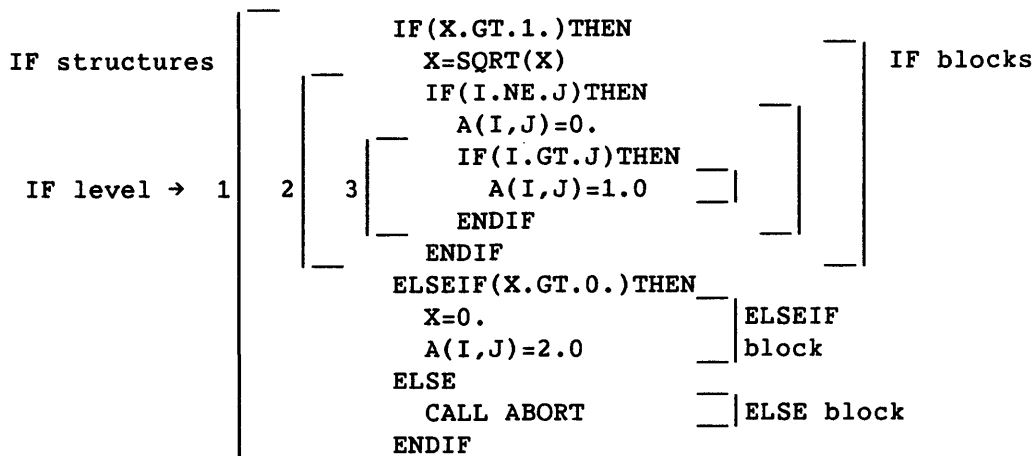 IF(X.GT.1.)THEN
IF structures X=SQRT(X) IF blocks
IF(I.NE.J)THEN
A(I,J)=0.
IF(I.GT.J)THEN
IF level → 1 2 3 A(I,J)=1.0
ENDIF
ENDIF
ELSEIF(X.GT.0.)THEN
X=0. ELSEIF
A(I,J)=2.0 block
ELSE
CALL ABORT ELSE block
ENDIF